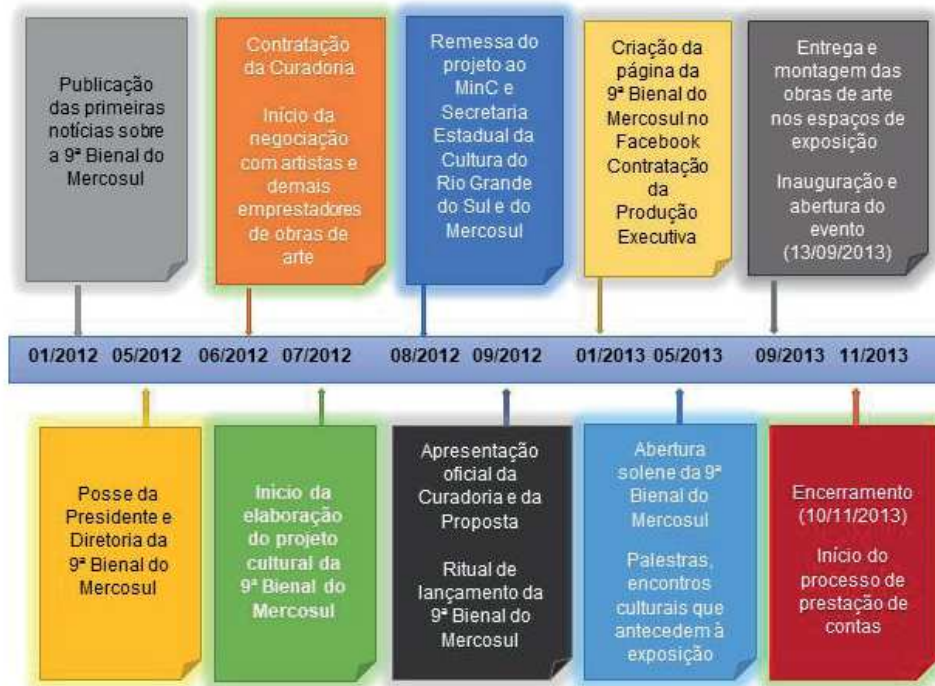 Publicação
das primeiras
notícias sobre
a 9ª Bienal do
Mercosul
Contratação
da Curadoria
Início da
negociação
com artistas e
demais
emprestadores
de obras de
arte
Remessa do
projeto ao
MinC e
Secretaria
Estadual da
Cultura do
Rio Grande
do Sul e do
Mercosul
Criação da
página da
9ª Bienal do
Mercosul no
Facebook
Contratação
da
Produção
Executiva
Entrega e
montagem das
obras de arte
nos espaços de
exposição
Inauguração e
abertura do
evento
(13/09/2013)
01/2012 05/2012 06/2012 07/2012 08/2012 09/2012 01/2013 05/2013 09/2013 11/2013
Posse da
Presidente e
Diretoria da
9ª Bienal do
Mercosul
Inicio da
elaboração
do projeto
cultural da
9ª Bienal do
Mercosul
Apresentação
oficial da
Curadoria e da
Proposta
Ritual de
lançamento da
9ª Bienal do
Mercosul
Abertura
solene da 9ª
Bienal do
Mercosul
Palestras,
encontros
culturais que
antecedem à
exposição
Encerramento
(10/11/2013)
Início do
processo de
prestação de
contas